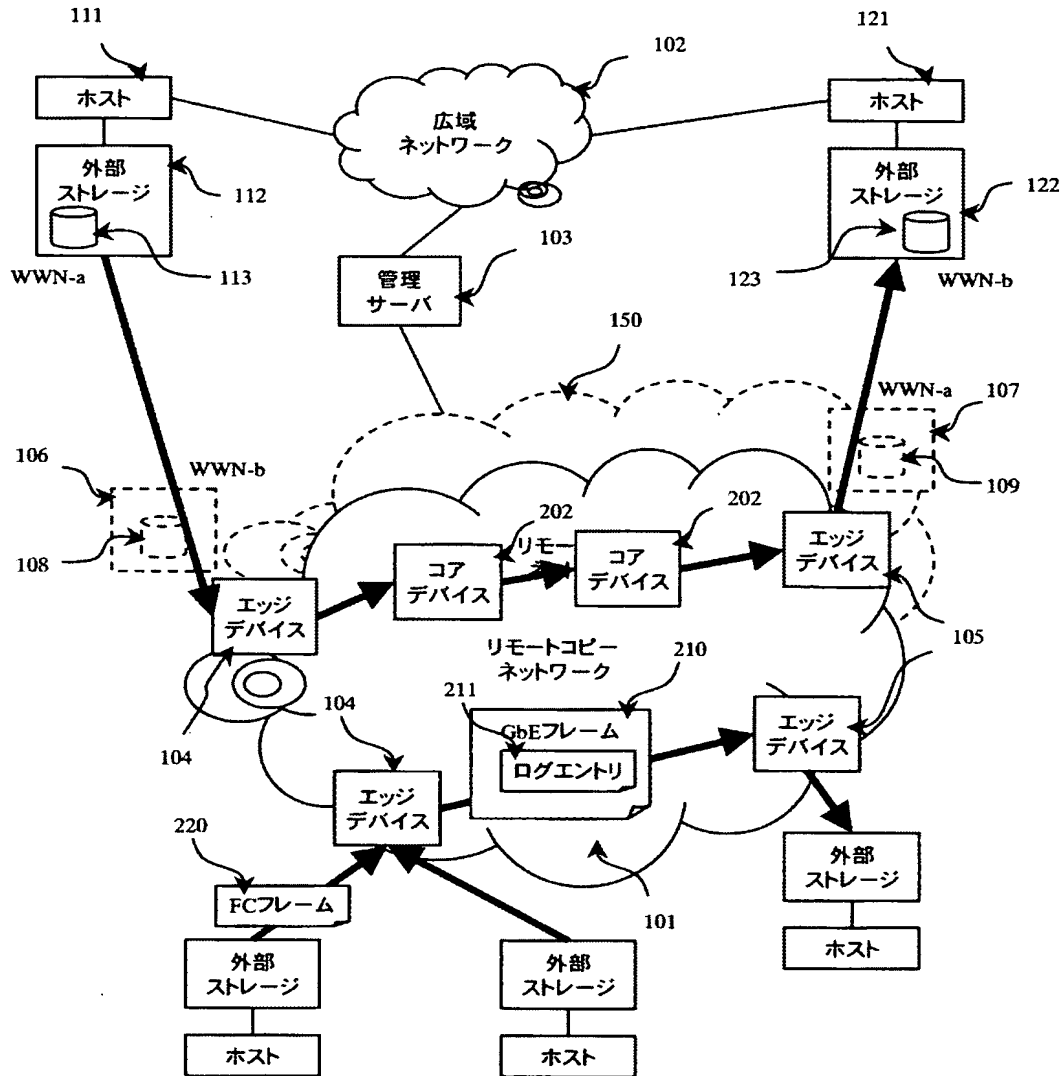 111
121
102
ホスト
ホスト
広域
ネットワーク
外部
ストレージ
112
外部
ストレージ
122
113
103
123
WWN-a
WWN-b
管理
サーバ
150
WWN-a
107
106
WWN-b
109
108
202
202
エッジ
デバイス
コア
デバイス
リモー
コア
デバイス
エッジ
デバイス
リモートコピー
ネットワーク
105
210
211
104
104
GbEフレーム
ログエントリ
エッジ
デバイス
エッジ
デバイス
220
FCフレーム
101
外部
ストレージ
ホスト
外部
ストレージ
外部
ストレージ
ホスト
ホスト